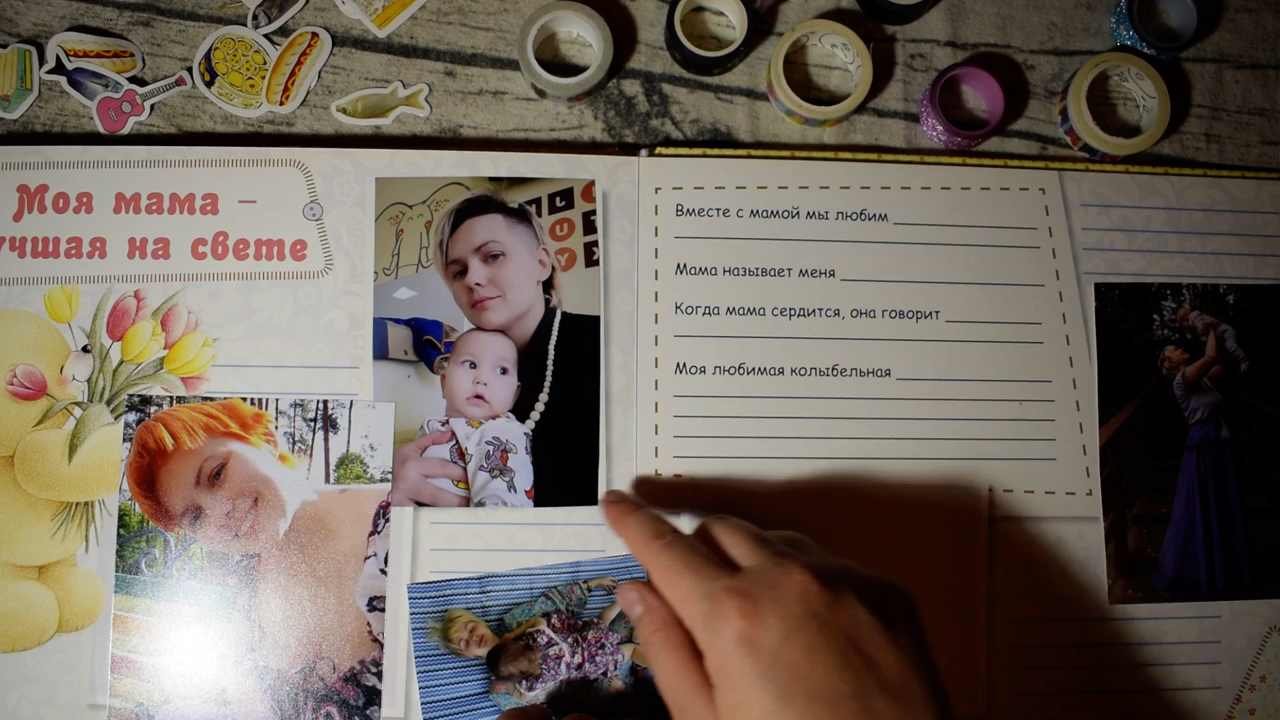 Моя мама –
учшая на свете
Вместе с мамой мы любим
Мама называет меня
Когда мама сердится, она говорит
Моя любимая колыбельная